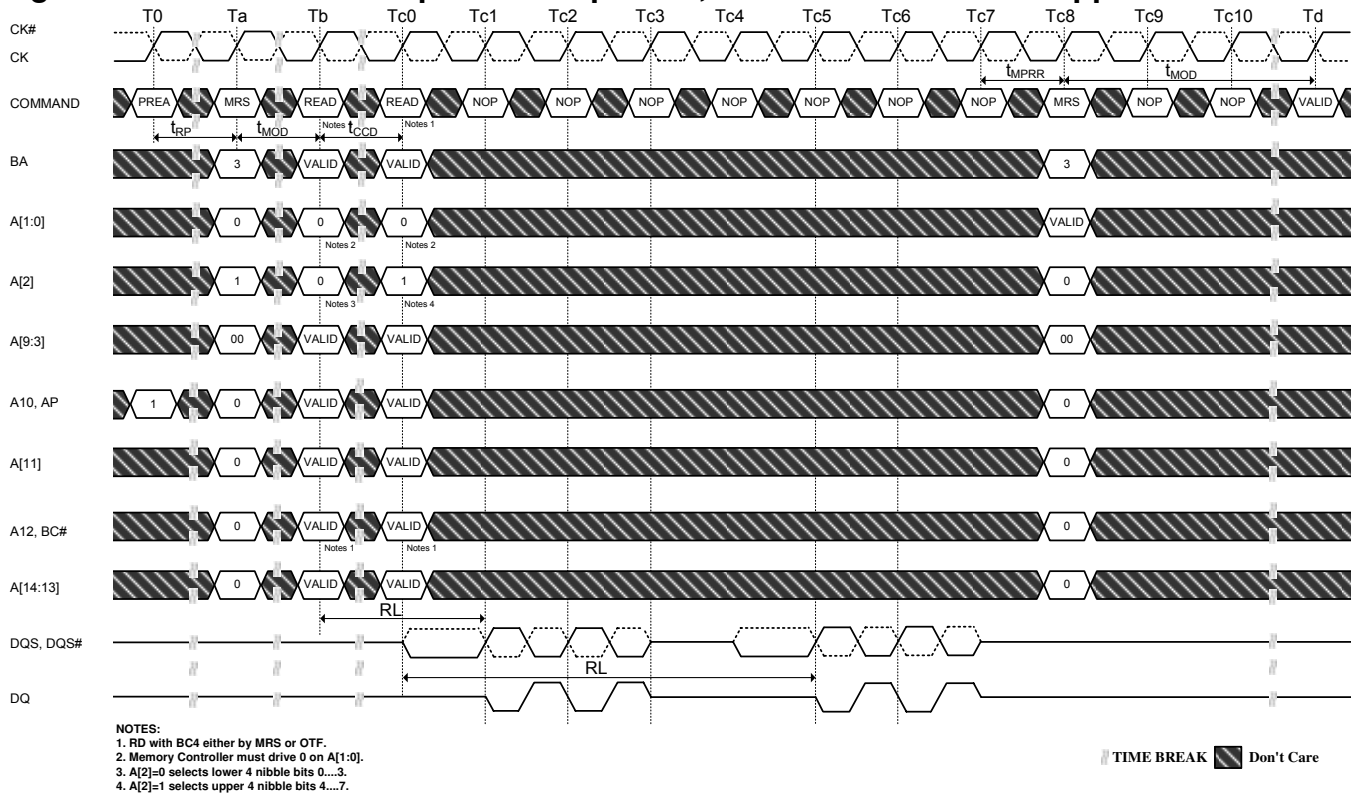 T0 Ta Tb Tc0 Tc1 Tc2 Tc3 Tc4 Tc5 Tc6 Tc7 Tc8 Tc9 Tc10 Td
CK#
CK
tMPRR tMOD
COMMAND PREA MRS READ READ NOP NOP NOP NOP NOP NOP NOP MRS NOP NOP VALID
Notes 1 Notes 1
tRP tMOD tCCD
BA 3 VALID VALID 3
A[1:0] 0 0 0 VALID
Notes 2 Notes 2
A[2] 1 0 1 0
Notes 3 Notes 4
A[9:3] 00 VALID VALID 00
A10, AP 1 0 VALID VALID 0
A[11] 0 VALID VALID 0
A12, BC# 0 VALID VALID 0
Notes 1 Notes 1
A[14:13] 0 VALID VALID 0
RL
DQS, DQS#
RL
DQ
NOTES:
1. RD with BC4 either by MRS or OTF.
2. Memory Controller must drive 0 on A[1:0].
3. A[2]=0 selects lower 4 nibble bits 0....3.
4. A[2]=1 selects upper 4 nibble bits 4....7.
TIME BREAK Don't Care